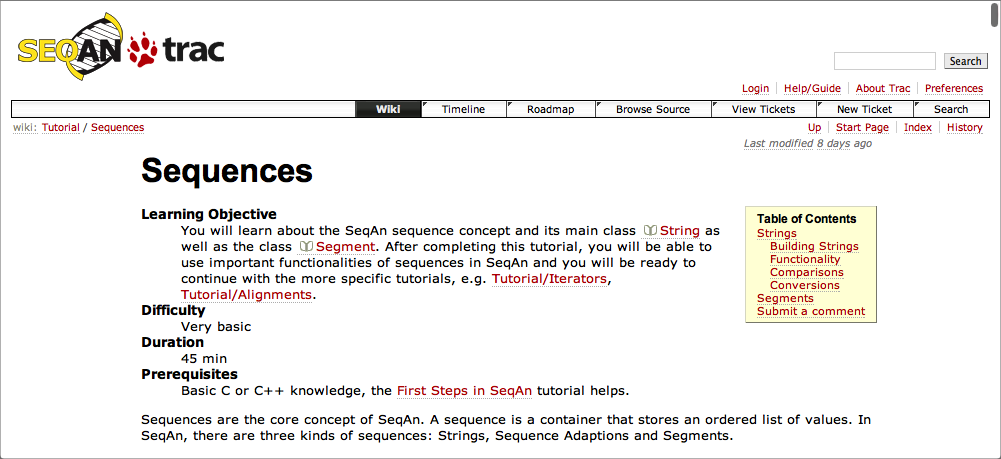 SEQAN trac
Search
Login Help/Guide About Trac Preferences
Wiki Timeline Roadmap Browse Source View Tickets New Ticket Search
wiki: Tutorial / Sequences
Up Start Page Index History
Last modified 8 days ago
Sequences
Learning Objective
You will learn about the SeqAn sequence concept and its main class String as
well as the class Segment. After completing this tutorial, you will be able to
use important functionalities of sequences in SeqAn and you will be ready to
continue with the more specific tutorials, e.g. Tutorial/Iterators,
Tutorial/Alignments.
Difficulty
Very basic
Duration
45 min
Prerequisites
Basic C or C++ knowledge, the First Steps in SeqAn tutorial helps.
Table of Contents
Strings
Building Strings
Functionality
Comparisons
Conversions
Segments
Submit a comment
Sequences are the core concept of SeqAn. A sequence is a container that stores an ordered list of values. In
SeqAn, there are three kinds of sequences: Strings, Sequence Adaptions and Segments.